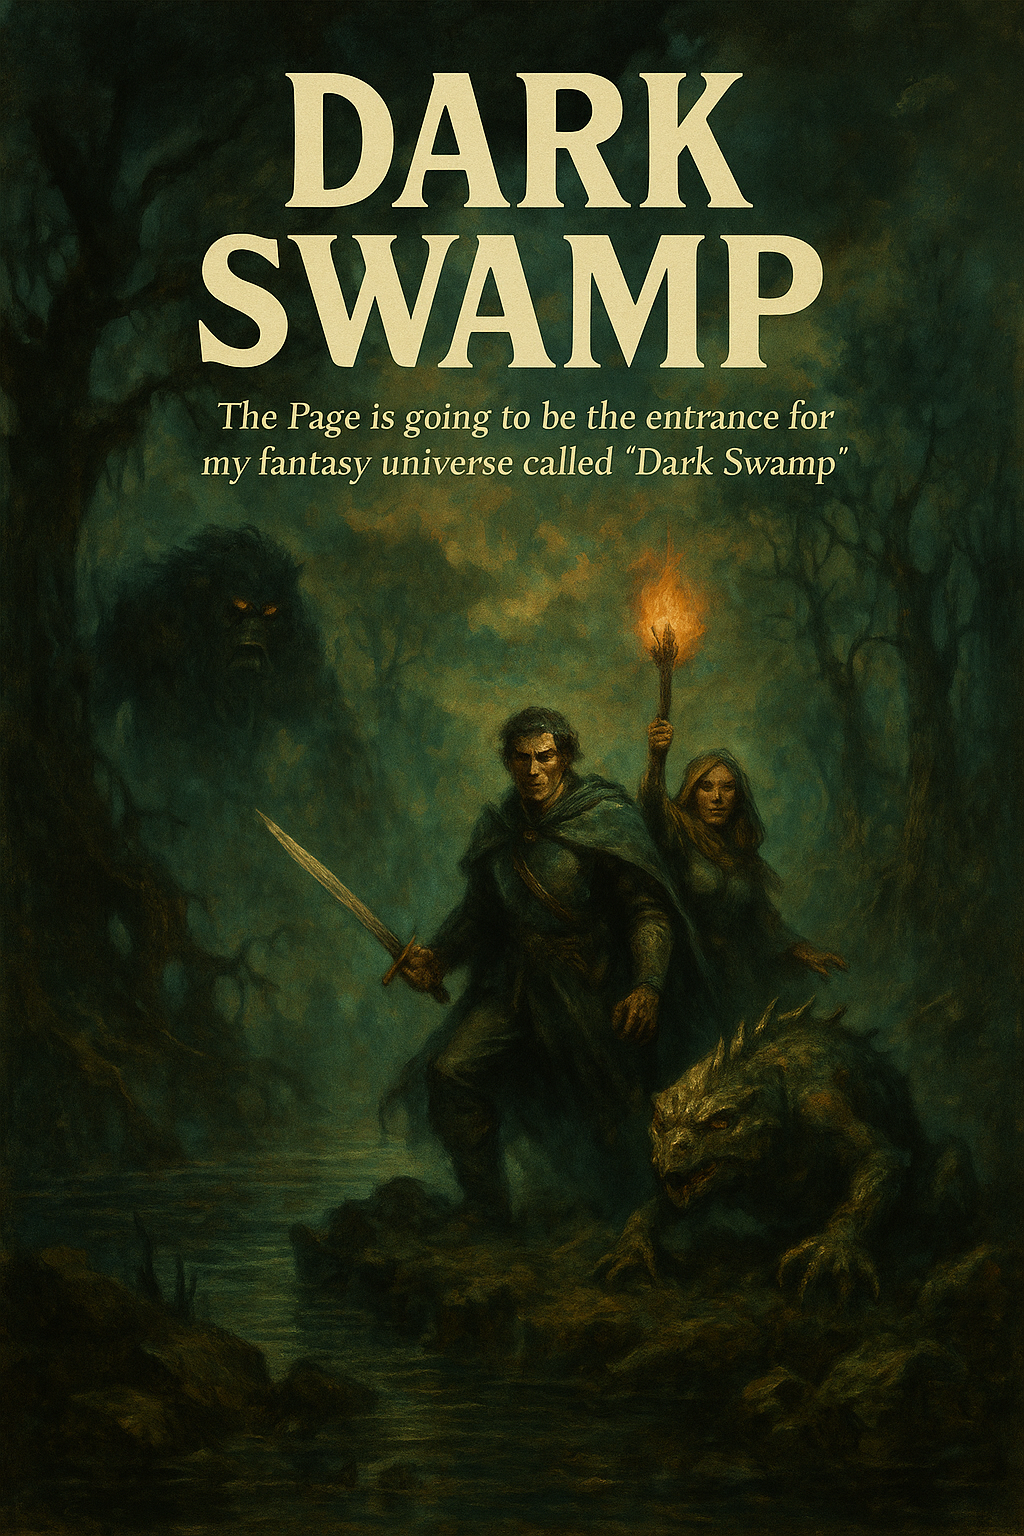 DARK
SWAMP
The Page is going to be the entrance for
my fantasy universe called “Dark Swamp”